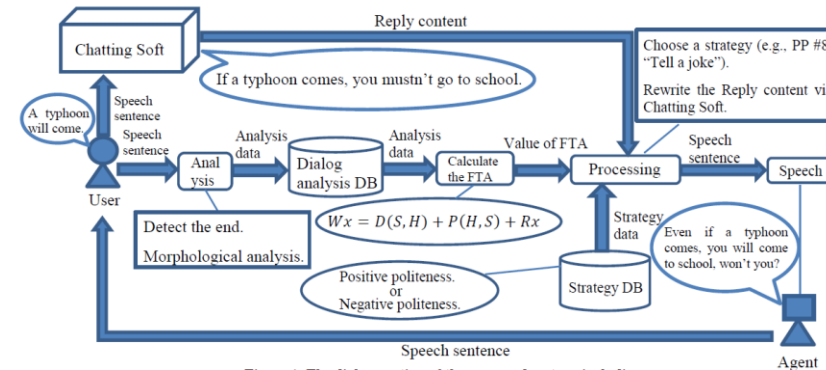 Reply content
Chatting Soft
Choose a strategy (e.g., PP #8
"Tell a joke").
Rewrite the Reply content vi
Chatting Soft.
If a typhoon comes, you mustn't go to school.
A typhoon
will come.
Speech
sentence
Speech
sentence
Analysis
data
Analysis
data
Value of FTA
Speech
sentence
Anal
ysis
Dialog
analysis DB
Calculate
the FTA
Processing
Speech
User
Detect the end.
Morphological analysis.
Wx = D(S, H) + P(H, S) + Rx
Strategy
data
Even if a typhoon
comes, you will come
to school, won't you?
Positive politeness.
or
Negative politeness.
Strategy DB
Speech sentence
Agent